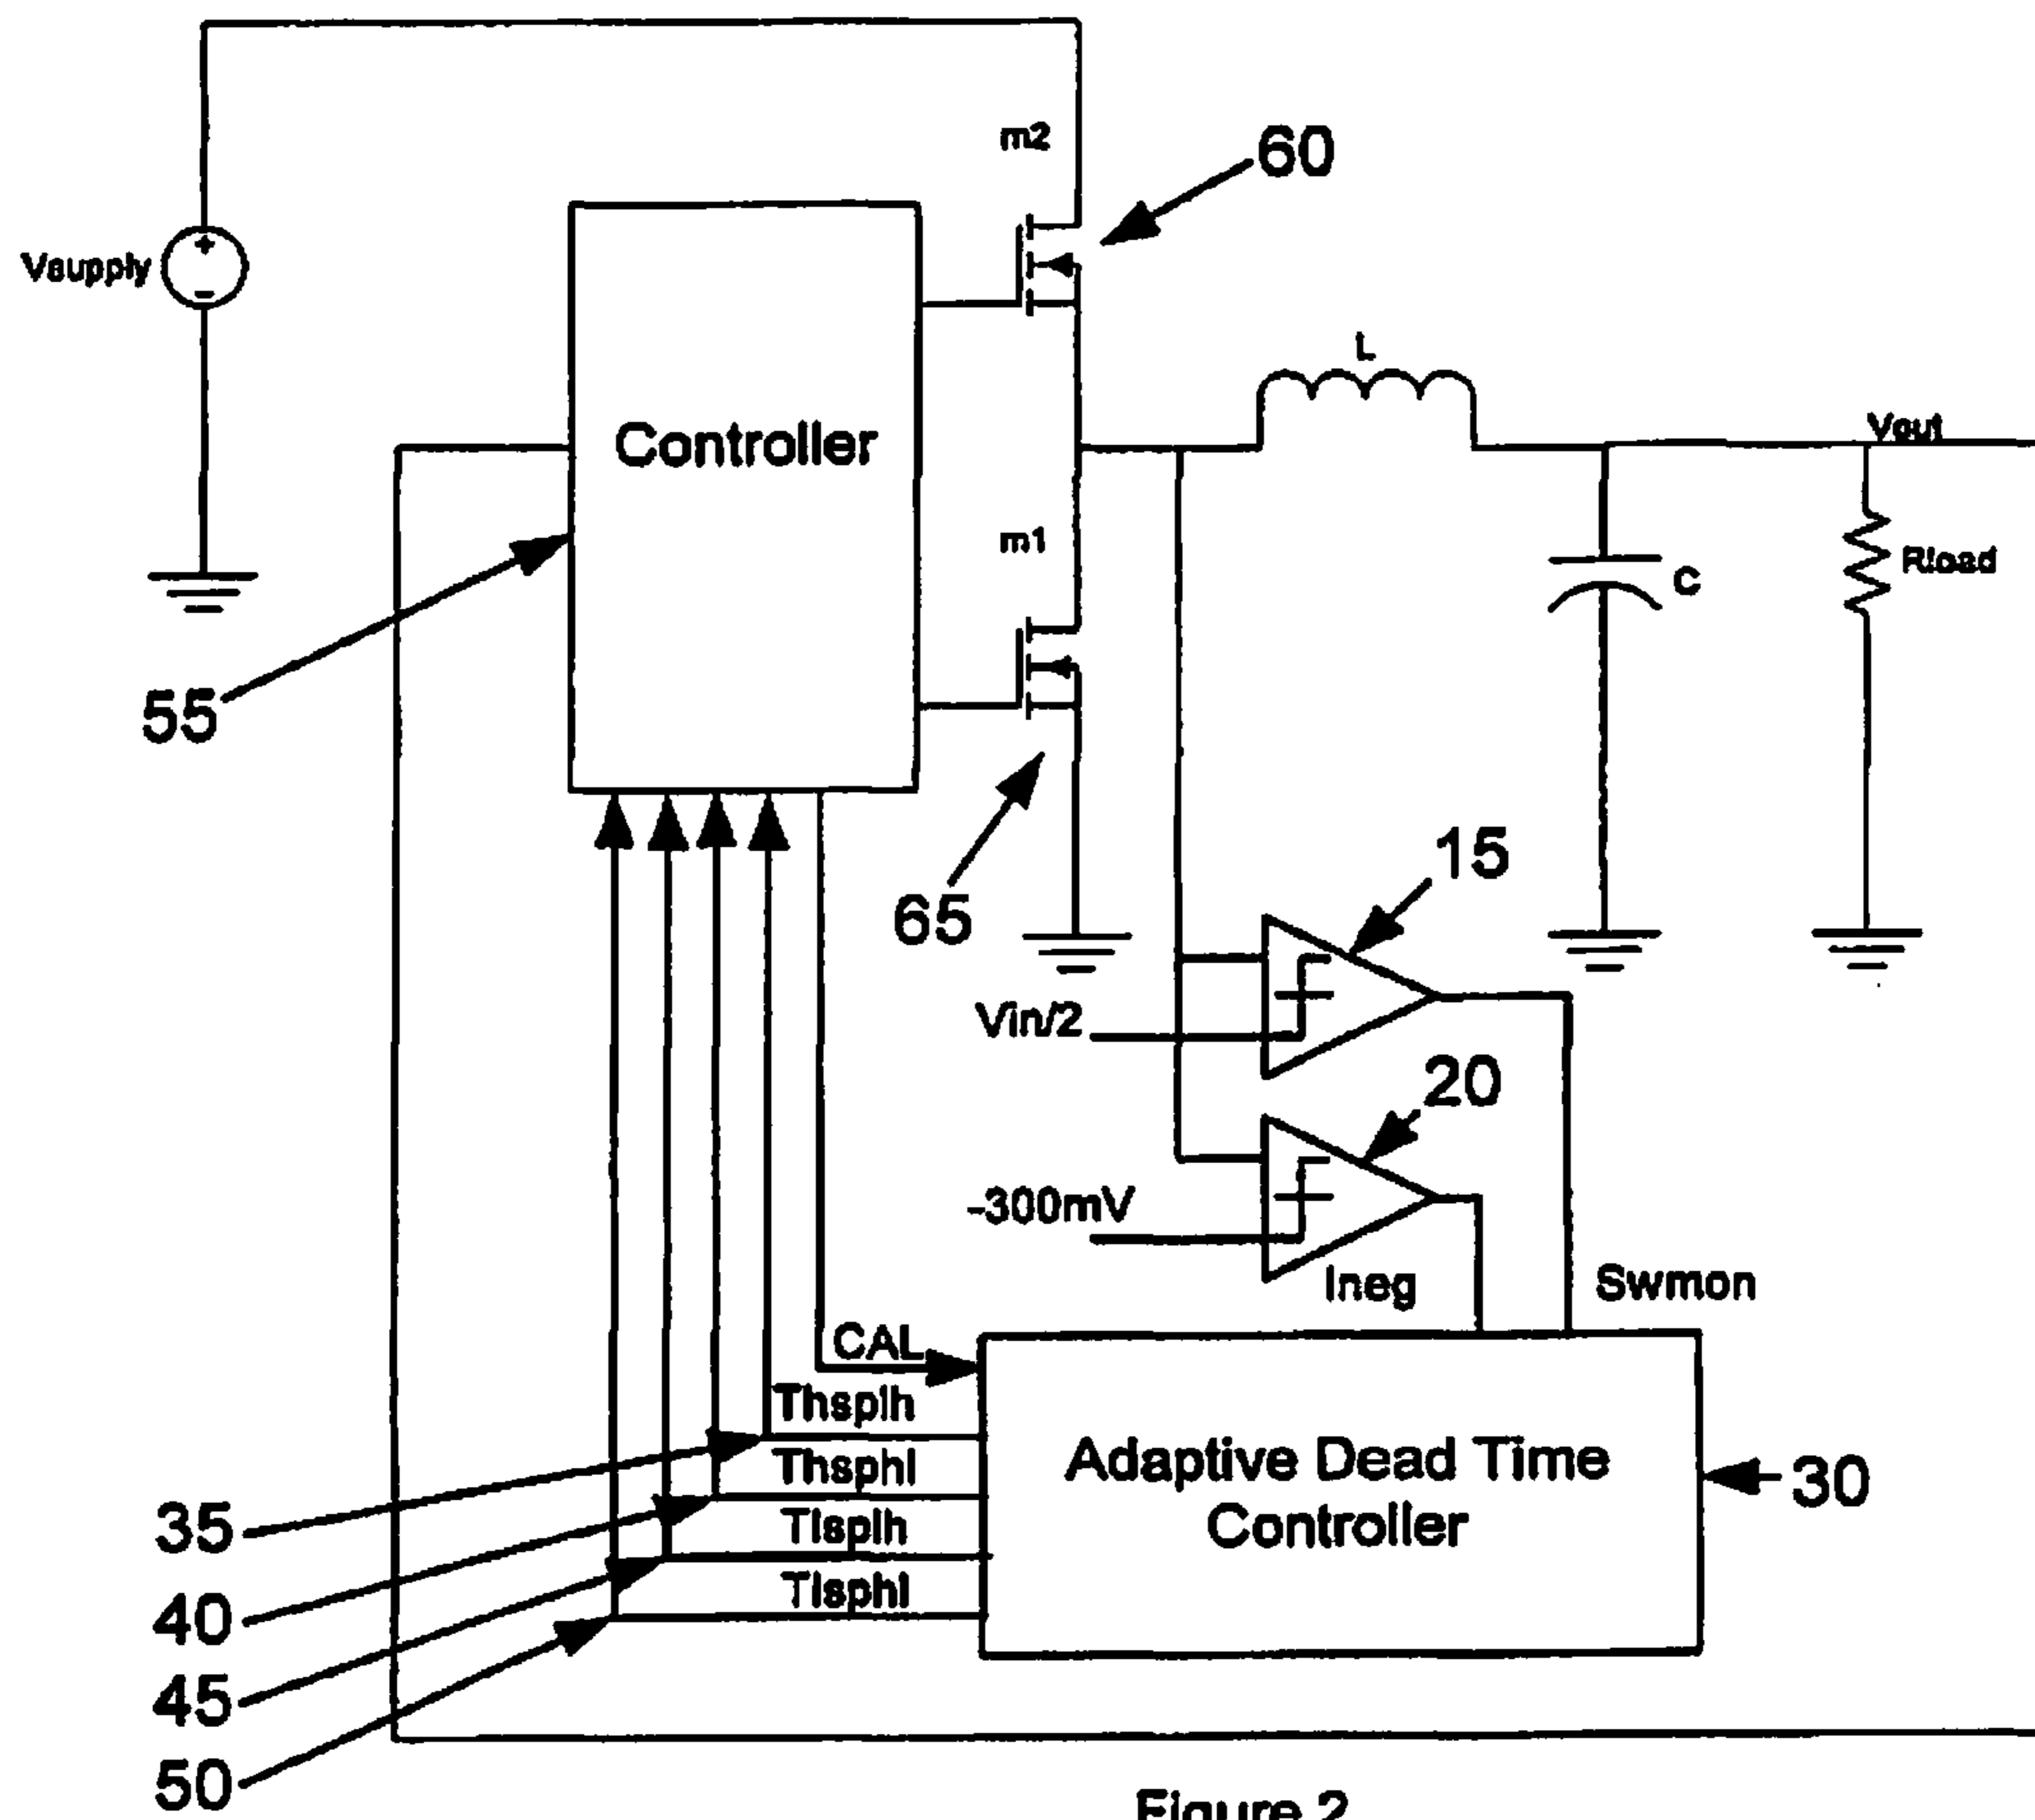 m2
60
Vsupply
+
-
L
Controller
Vout
m1
Rload
C
55
15
65
Vin/2
20
-300mV
Ineg
Swmon
CAL
Thsplh
Thsphl
Adaptive Dead Time
Controller
30
35
Tlsplh
40
Tlsphl
45
50
Figure 2